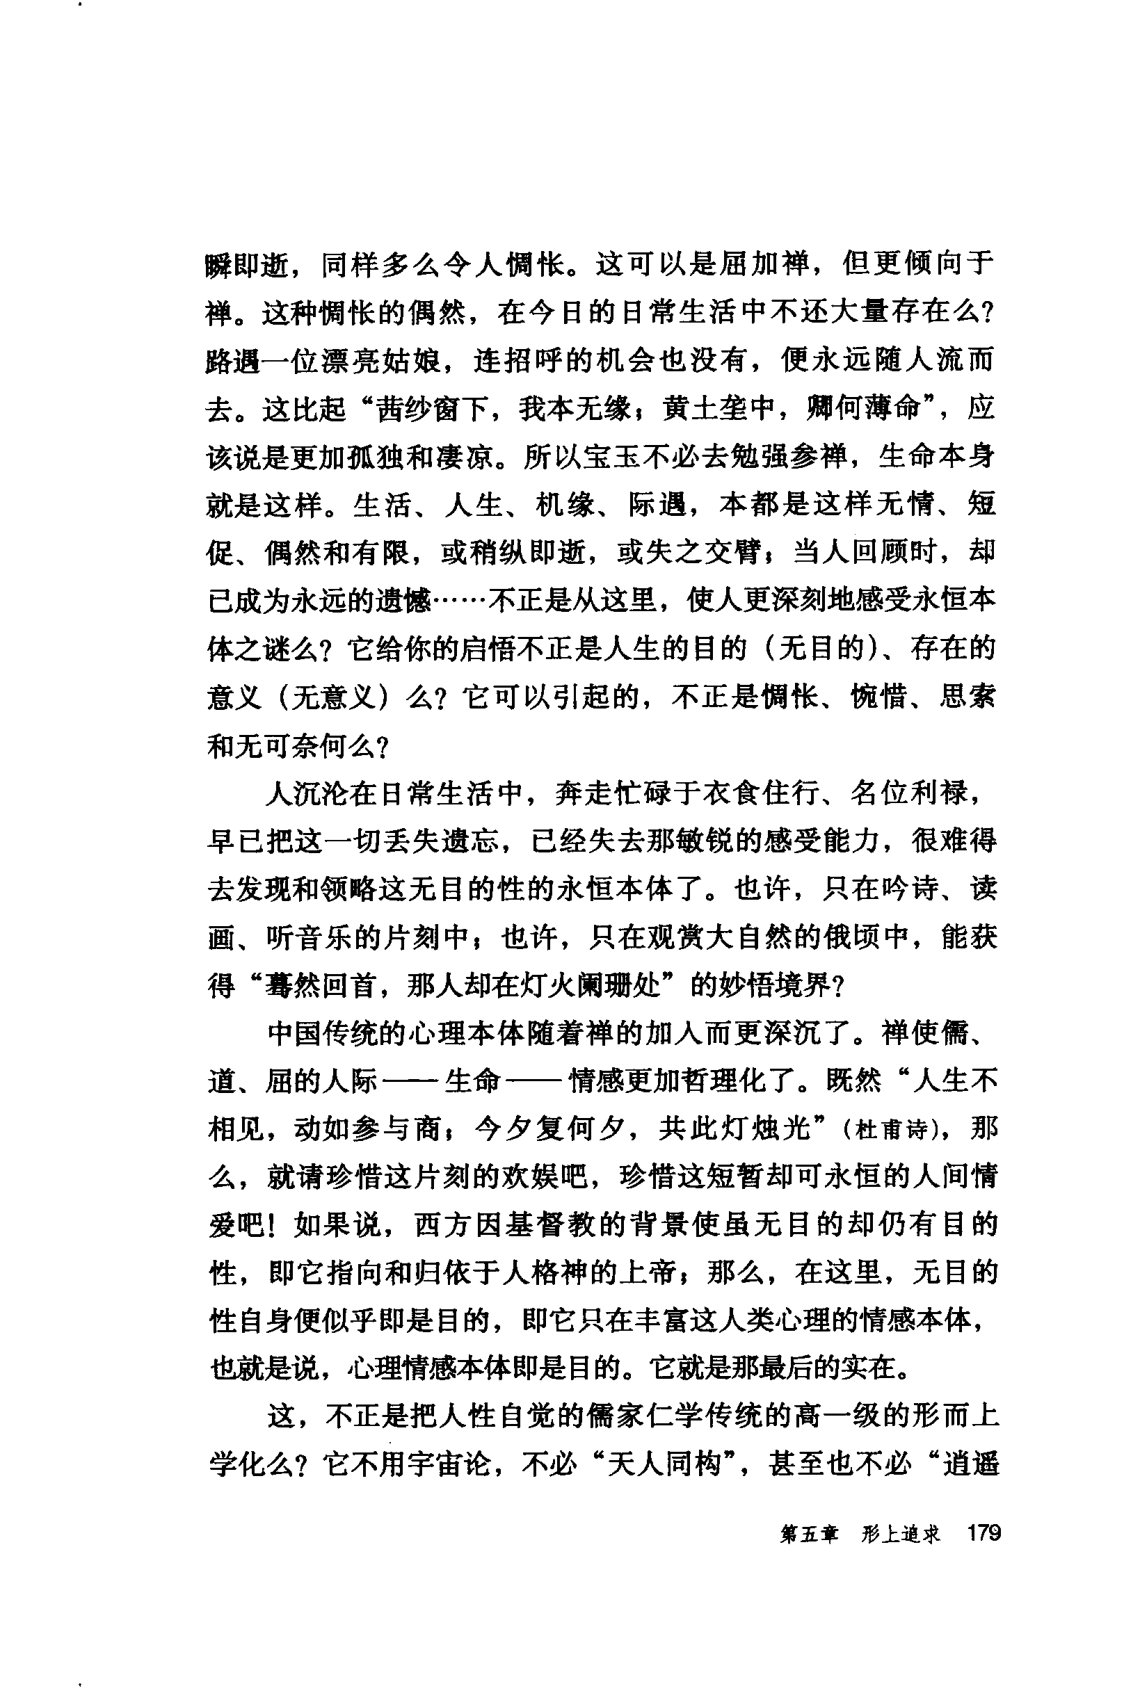 瞬即逝，同样多么令人惆怅。这可以是屈加禅，但更倾向于
禅。这种惆怅的偶然，在今日的日常生活中不还大量存在么？
路遇一位漂亮姑娘，连招呼的机会也没有，便永远随人流而
去。这比起“茜纱窗下，我本无缘；黄土垄中，卿何薄命”，应
该说是更加孤独和凄凉。所以宝玉不必去勉强参禅，生命本身
就是这样。生活、人生、机缘、际遇，本都是这样无情、短
促、偶然和有限，或稍纵即逝，或失之交臂；当人回顾时，却
已成为永远的遗憾……不正是从这里，使人更深刻地感受永恒本
体之谜么？它给你的启悟不正是人生的目的（无目的）、存在的
意义（无意义）么？它可以引起的，不正是惆怅、惋惜、思索
和无可奈何么？
人沉沦在日常生活中，奔走忙碌于衣食住行、名位利禄，
早已把这一切丢失遗忘，已经失去那敏锐的感受能力，很难得
去发现和领略这无目的性的永恒本体了。也许，只在吟诗、读
画、听音乐的片刻中；也许，只在观赏大自然的俄顷中，能获
得“蓦然回首，那人却在灯火阑珊处”的妙悟境界？
中国传统的心理本体随着禅的加入而更深沉了。禅使儒、
道、屈的人际——生命——情感更加哲理化了。既然“人生不
相见，动如参与商；今夕复何夕，共此灯烛光”（杜甫诗），那
么，就请珍惜这片刻的欢娱吧，珍惜这短暂却可永恒的人间情
爱吧！如果说，西方因基督教的背景使虽无目的却仍有目的
性，即它指向和归依于人格神的上帝；那么，在这里，无目的
性自身便似乎即是目的，即它只在丰富这人类心理的情感本体，
也就是说，心理情感本体即是目的。它就是那最后的实在。
这，不正是把人性自觉的儒家仁学传统的高一级的形而上
学化么？它不用宇宙论，不必“天人同构”，甚至也不必“逍遥
第五章 形上追求 179